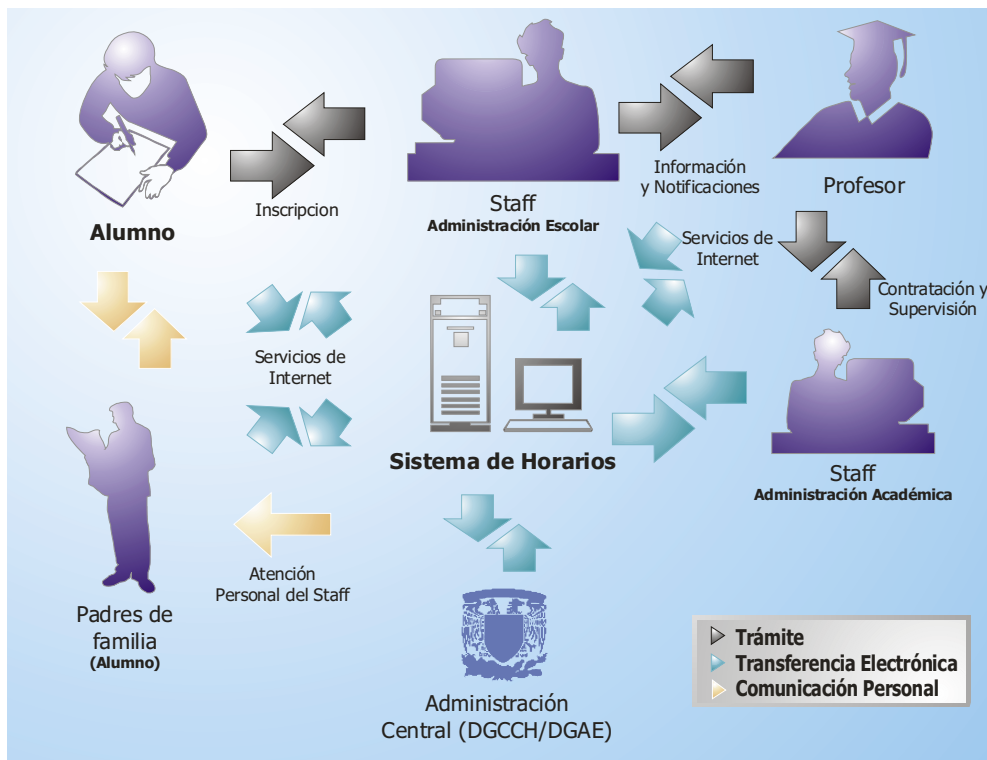 Alumno
Inscripcion
Staff
Administración Escolar
Información
y Notificaciones
Profesor
Servicios de
Internet
Contratación y
Supervisión
Servicios de
Internet
Sistema de Horarios
Staff
Administración Académica
Atención
Personal del Staff
Padres de
familia
(Alumno)
Administración
Central (DGCCH/DGAE)
Trámite
Transferencia Electrónica
Comunicación Personal